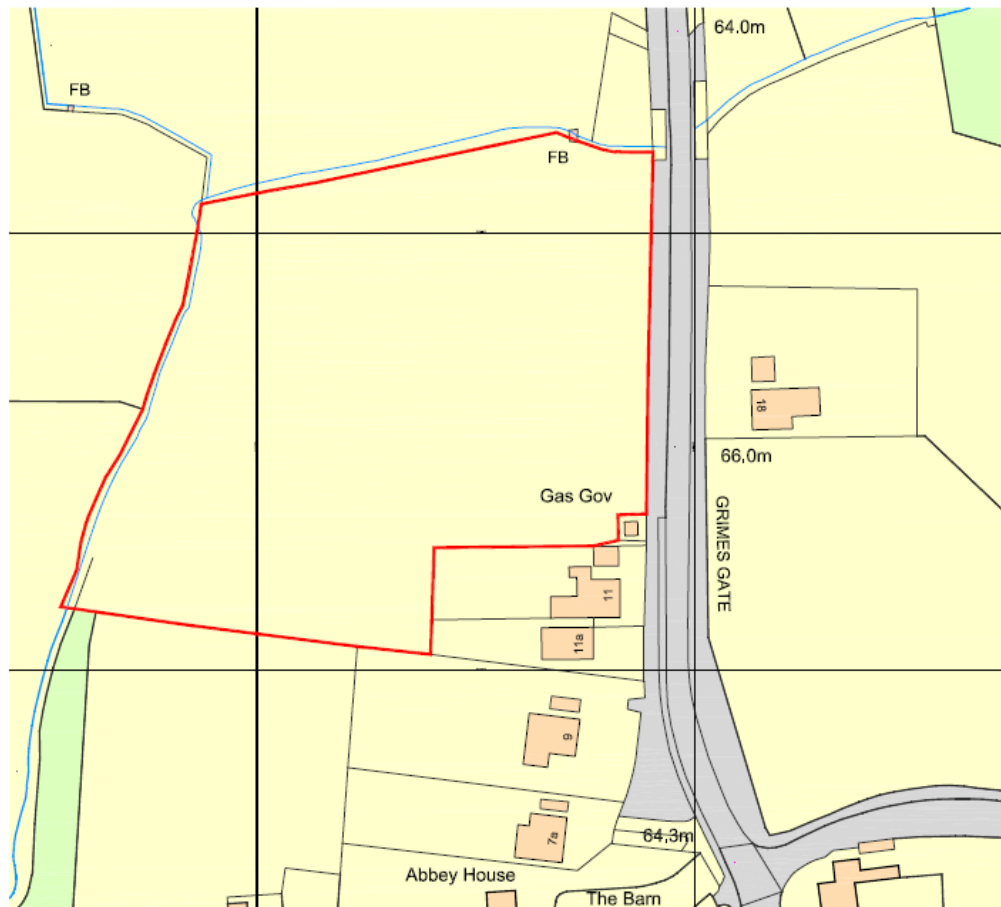 64.0m
FB
FB
18
66,0m
Gas Gov
GRIMES GATE
11
11a
9
64,3m
7a
Abbey House
The Barn